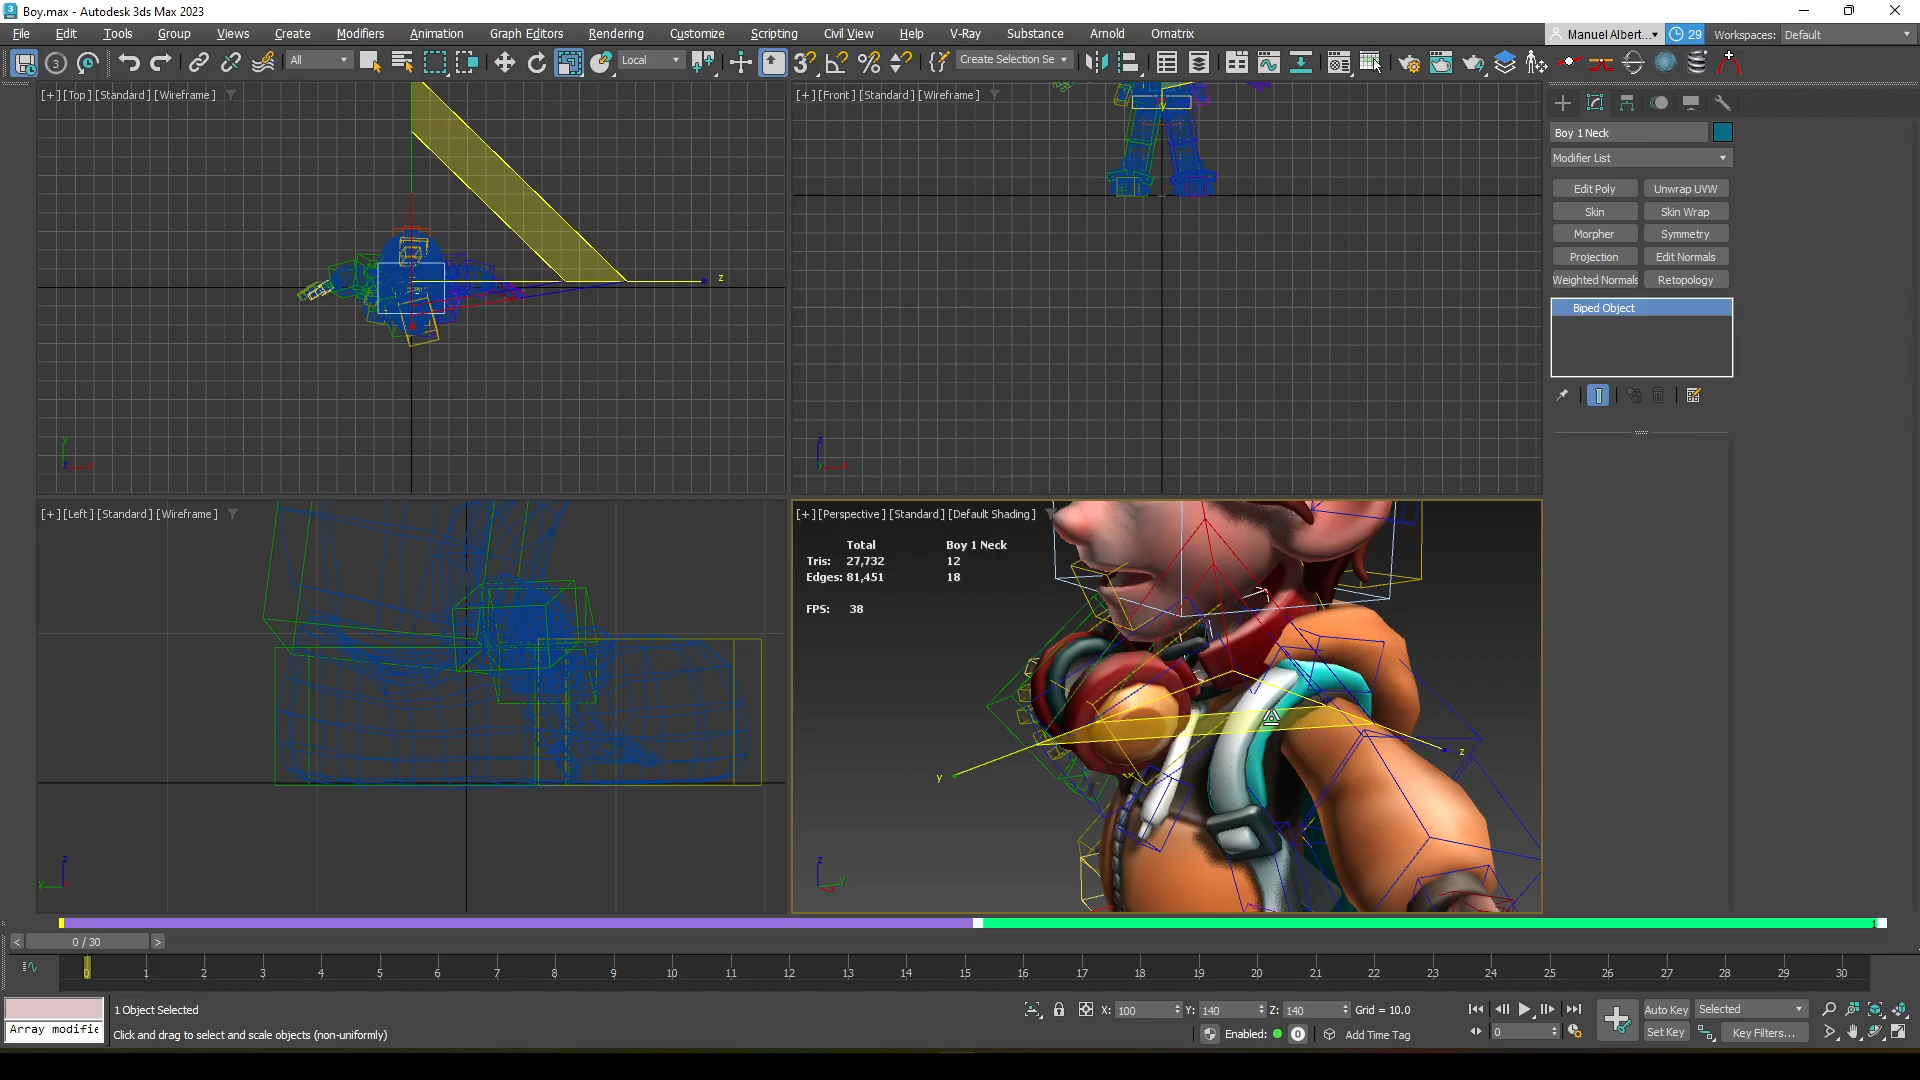 Boy.max - Autodesk 3ds Max 2023
File Edit Tools Group Views Create Modifiers Animation Graph Editors Rendering Customize Scripting Civil View Help V-Ray Substance Arnold Ornatrix
Manuel Albert... 29 Workspaces: Default
All Local Create Selection Se
[+] [Top] [Standard] [Wireframe]
[+] [Front] [Standard] [Wireframe]
Boy 1 Neck
Modifier List
Edit Poly Unwrap UVW
Skin Skin Wrap
Morpher Symmetry
Projection Edit Normals
Weighted Normals Retopology
Biped Object
[+] [Left] [Standard] [Wireframe]
[+] [Perspective] [Standard] [Default Shading]
Total Boy 1 Neck
Tris: 27,732 12
Edges: 81,451 18
FPS: 38
z
y
z
y
z
y
z
y
z
y
z
y
< 0 / 30 >
0 1 2 3 4 5 6 7 8 9 10 11 12 13 14 15 16 17 18 19 20 21 22 23 24 25 26 27 28 29 30
1 Object Selected
X: 100 Y: 140 Z: 140 Grid = 10.0
Auto Key Selected
Array modifie
Click and drag to select and scale objects (non-uniformly)
Enabled: 0 Add Time Tag
0
Set Key Key Filters...